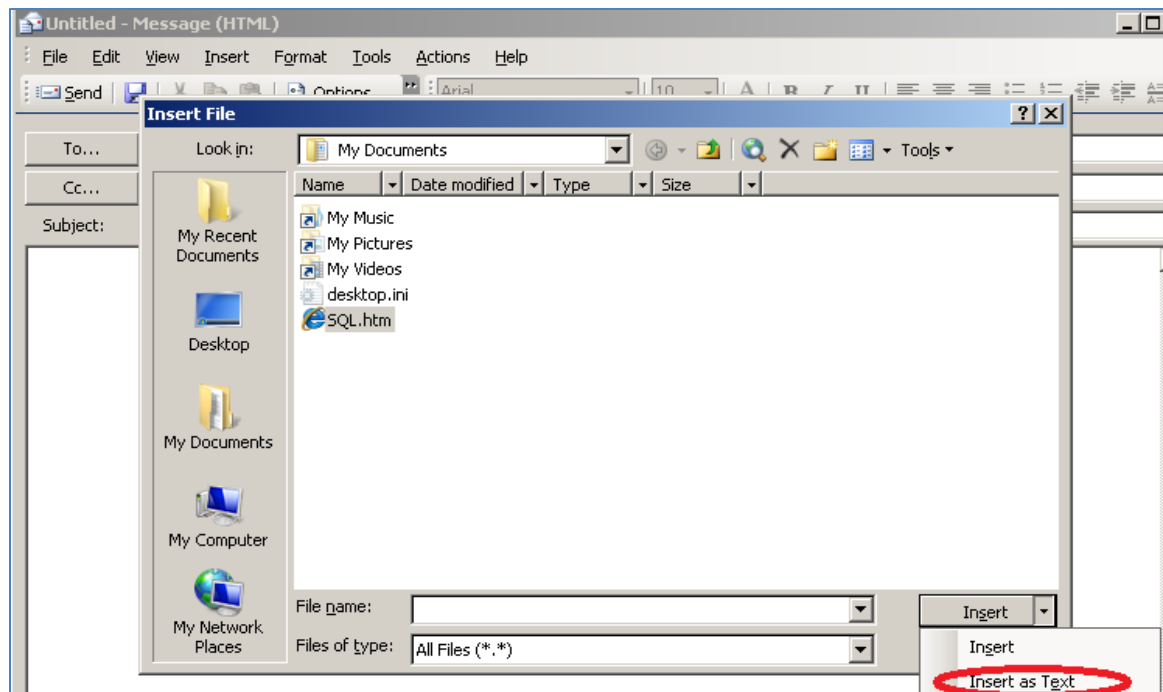 Untitled - Message (HTML)
File Edit View Insert Format Tools Actions Help
Send Options... Arial 10 A B I U
Insert File
To...
Cc...
Subject:
Look in: My Documents Tools
Name Date modified Type Size
My Recent
Documents
Desktop
My Documents
My Computer
My Network
Places
My Music
My Pictures
My Videos
desktop.ini
SQL.htm
File name:
Files of type: All Files (*.*)
Insert
Insert
Insert as Text